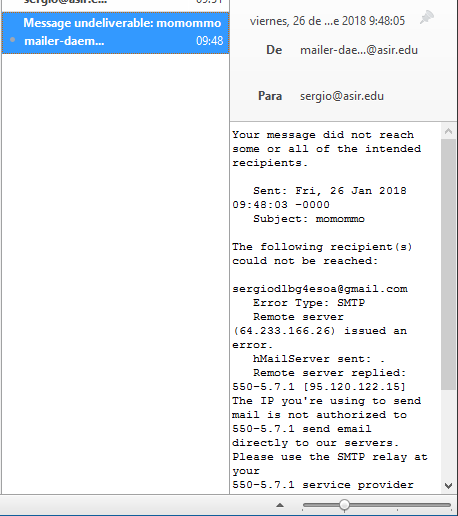 sergio@asir.e...
Message undeliverable: momommo
mailer-daem...
09:48
viernes, 26 de ...e 2018 9:48:05
De
mailer-dae...@asir.edu
Para
sergio@asir.edu
Your message did not reach
some or all of the intended
recipients.
Sent: Fri, 26 Jan 2018
09:48:03 -0000
Subject: momommo
The following recipient(s)
could not be reached:
sergiodlbg4esoa@gmail.com
Error Type: SMTP
Remote server
(64.233.166.26) issued an
error.
hMailServer sent: .
Remote server replied:
550-5.7.1 [95.120.122.15]
The IP you're using to send
mail is not authorized to
550-5.7.1 send email
directly to our servers.
Please use the SMTP relay at
your
550-5.7.1 service provider